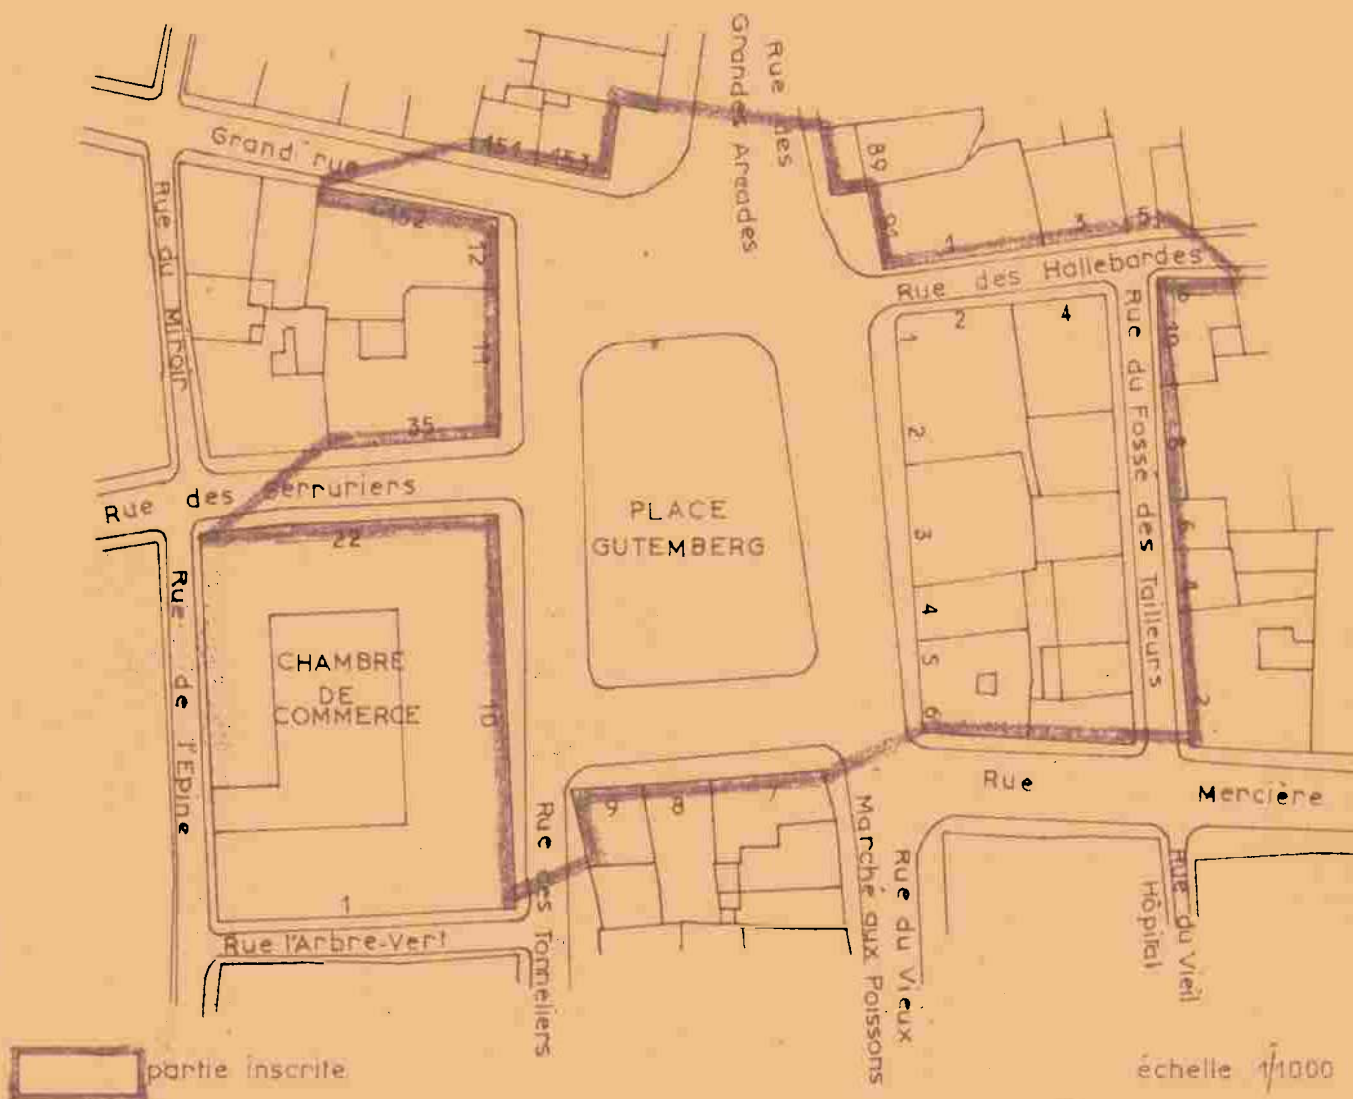 Rue des
Grandes Arcades
Grand'rue
151
153
152
12
11
35
Rue du Miroir
89
91
1
3
5
Rue des Hallebardes
1
2
4
2
3
4
5
6
Rue du Fossé des Tailleurs
10
6
4
2
Rue des Serruriers
PLACE
GUTEMBERG
22
CHAMBRE
DE
COMMERCE
10
1
Rue de l'Epine
Rue l'Arbre-Vert
Rue des Tonneliers
9
8
7
Rue du Vieux
Marché aux Poissons
Rue Mercière
Rue du Vieil
Hôpital
partie inscrite
échelle 1/1000